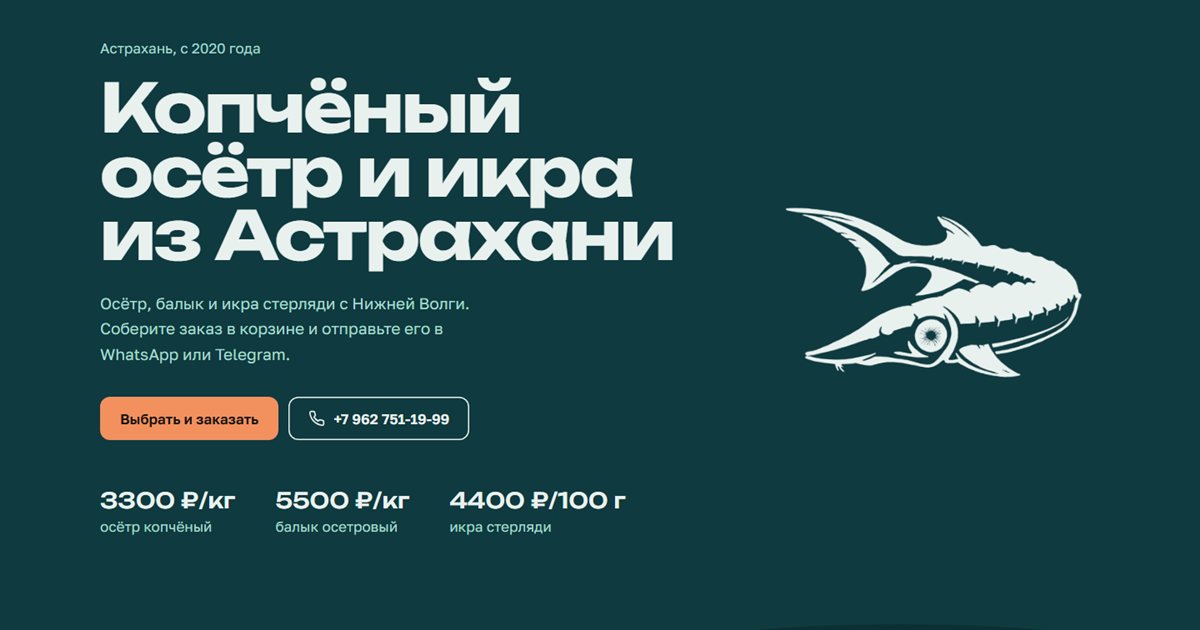 Астрахань, с 2020 года
Копчёный
осётр и икра
из Астрахани
Осётр, балык и икра стерляди с Нижней Волги.
Соберите заказ в корзине и отправьте его в
WhatsApp или Telegram.
Выбрать и заказать
+7 962 751-19-99
3300 ₽/кг
осётр копчёный
5500 ₽/кг
балык осетровый
4400 ₽/100 г
икра стерляди